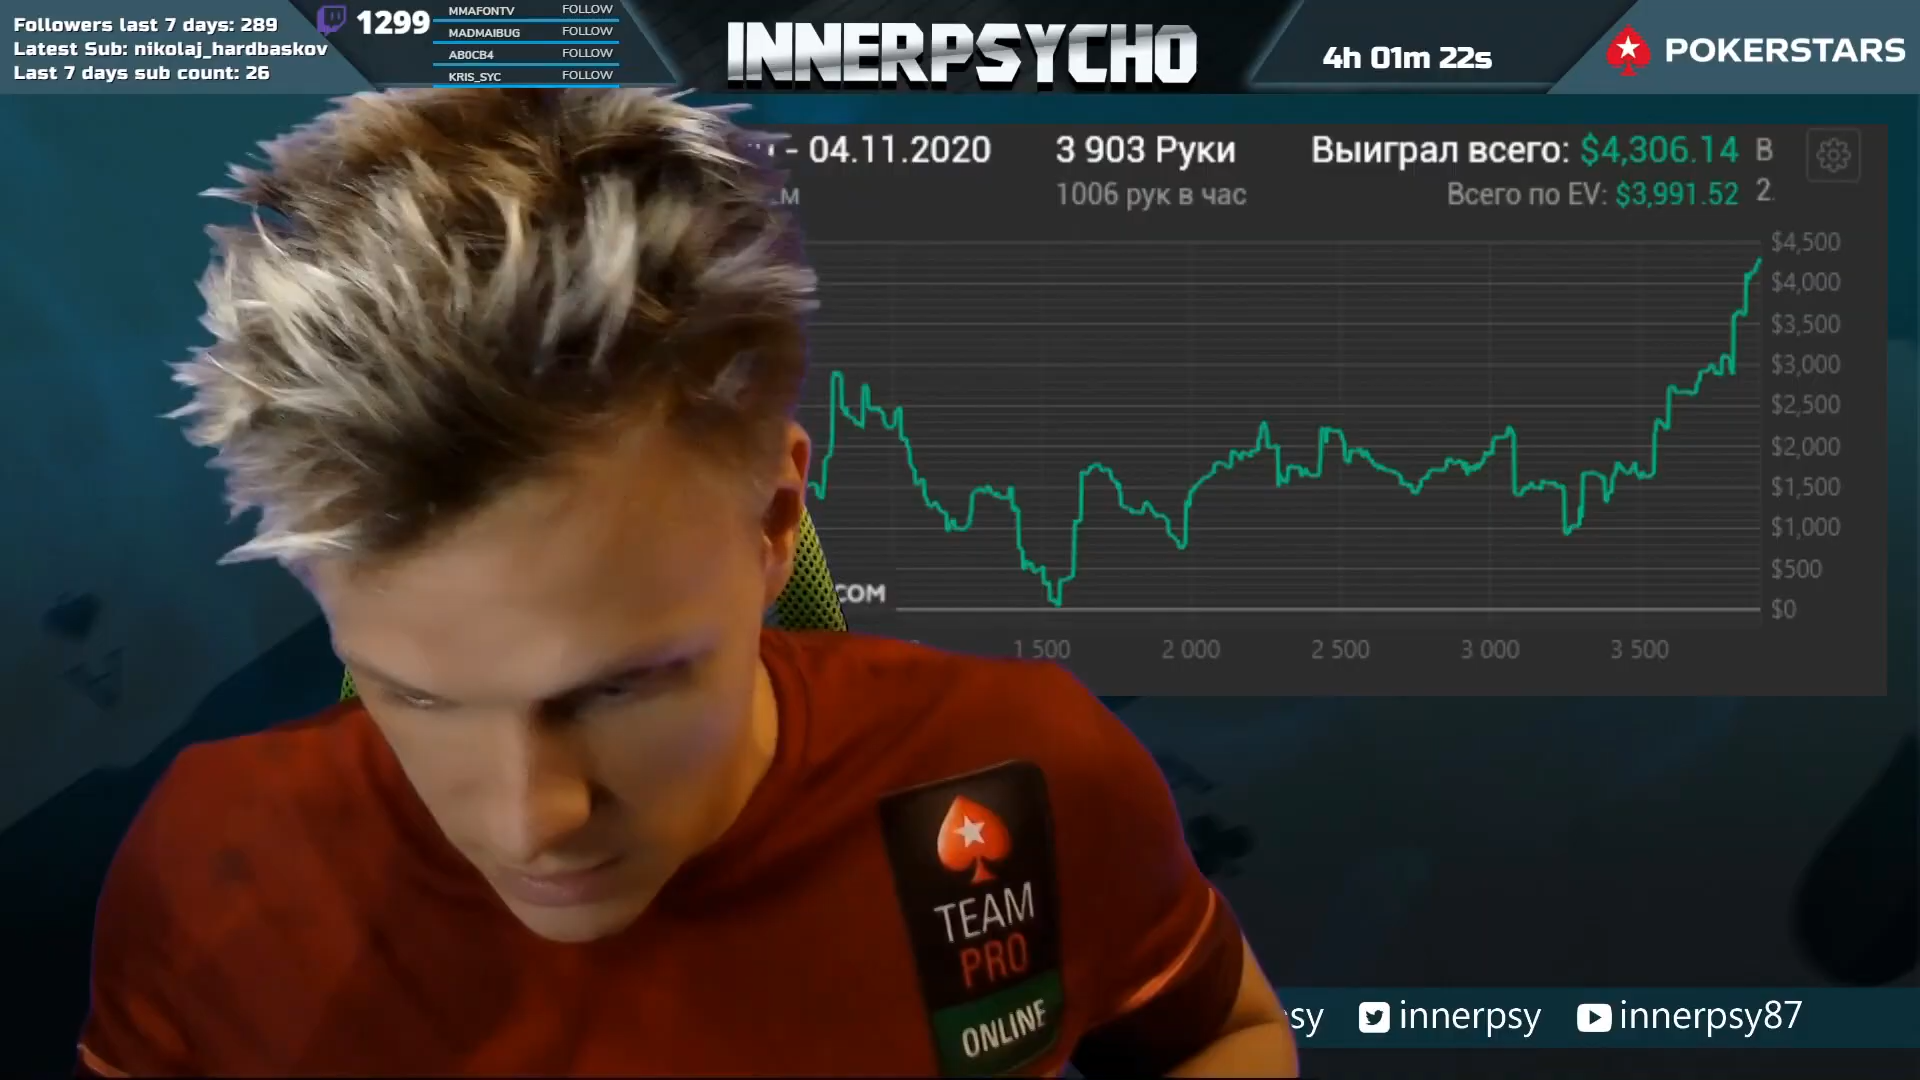 Followers last 7 days: 289
Latest Sub: nikolaj_hardbaskov
Last 7 days sub count: 26
1299
MMAFONTV FOLLOW
MADMAIBUG FOLLOW
AB0CB4 FOLLOW
KRIS_SYC FOLLOW
INNERPSYCHO
4h 01m 22s
POKERSTARS
- 04.11.2020
3 903 Руки
Выиграл всего: $4,306.14 В
1006 рук в час
Всего по EV: $3,991.52 2.
$4,500
$4,000
$3,500
$3,000
$2,500
$2,000
$1,500
$1,000
$500
$0
COM
1 500 2 000 2 500 3 000 3 500
TEAM
PRO
ONLINE
sy innerpsy innerpsy87